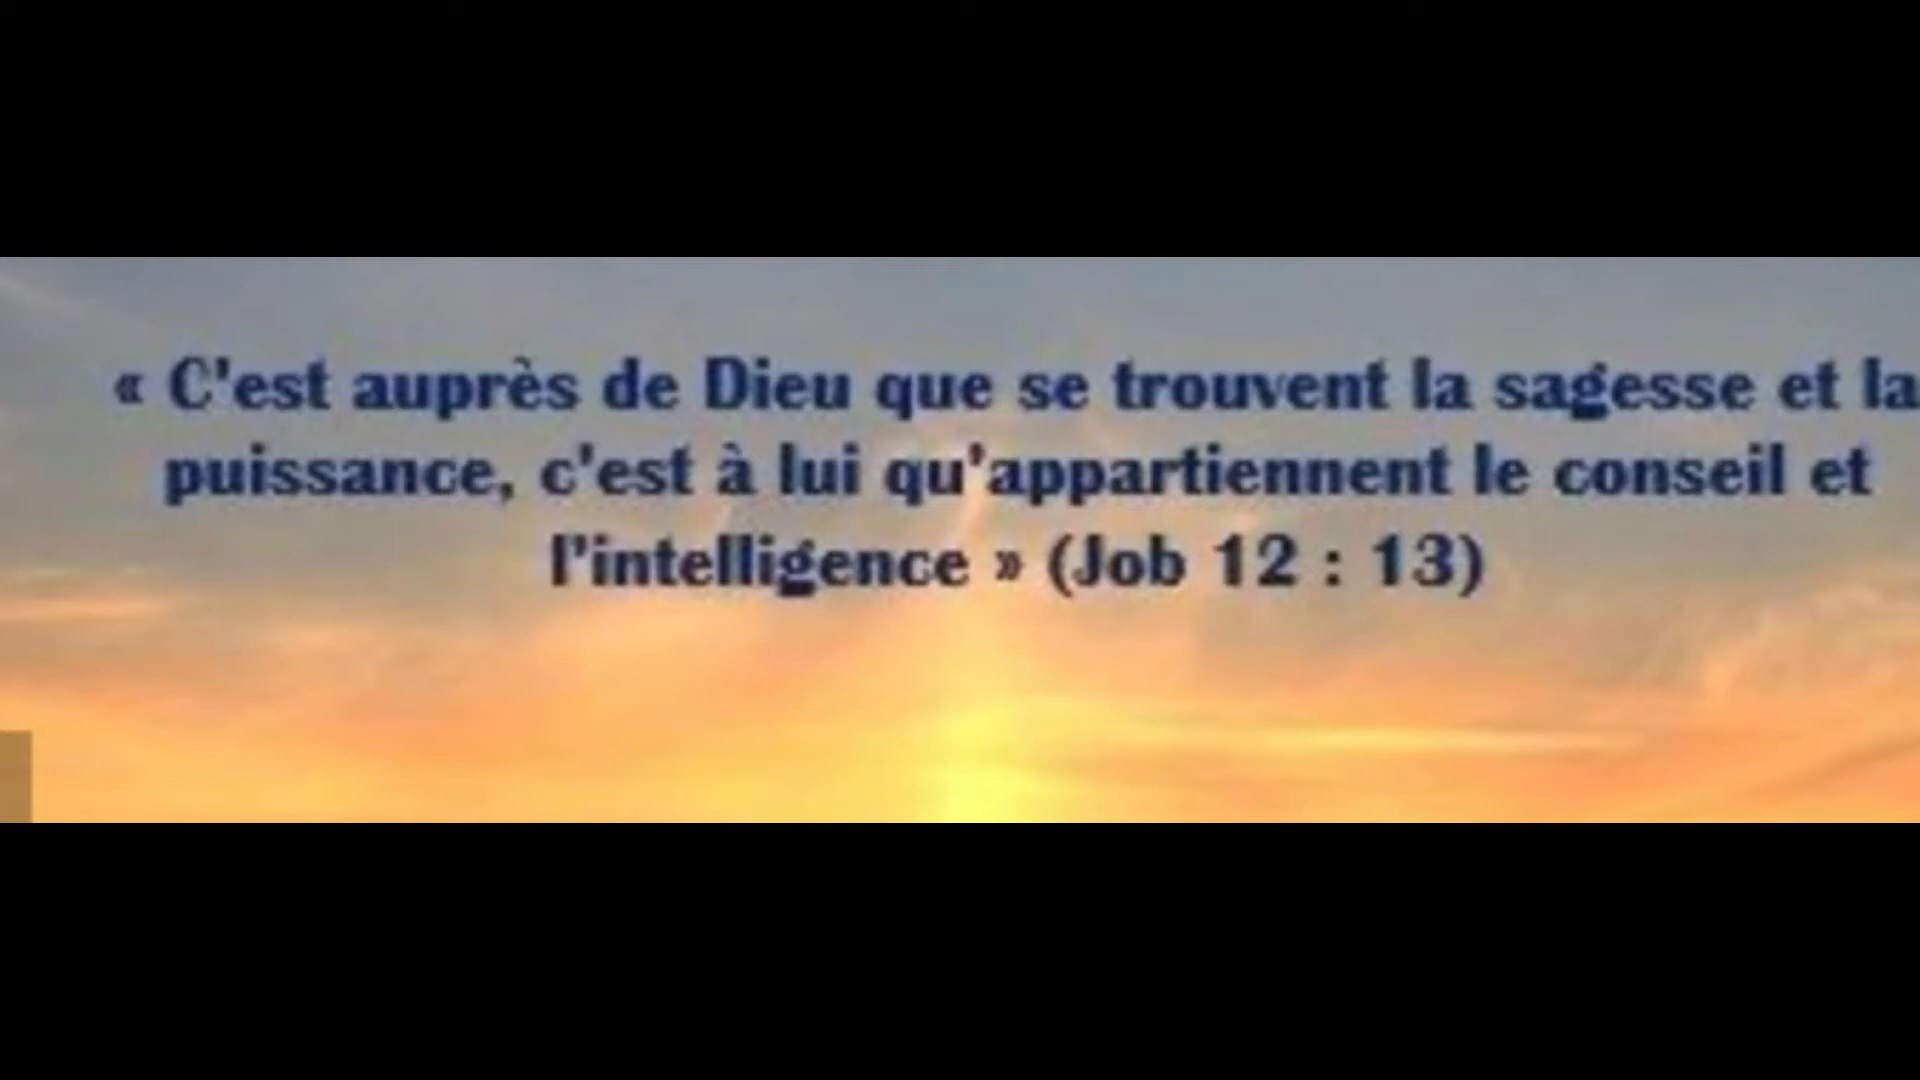 « C'est auprès de Dieu que se trouvent la sagesse et la
puissance, c'est à lui qu'appartiennent le conseil et
l'intelligence » (Job 12 : 13)